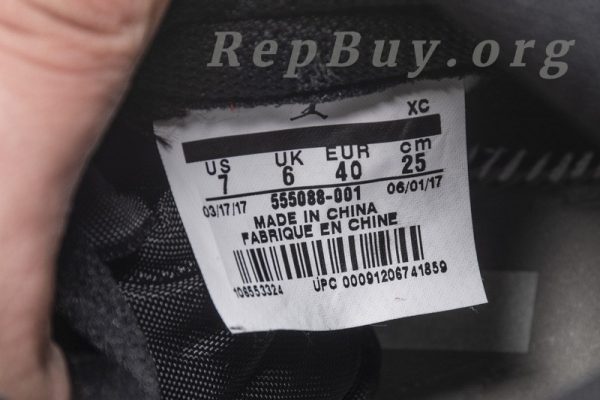 RepBuy.org
XC
US UK EUR cm
7 6 40 25
03/17/17 555088-001 06/01/17
MADE IN CHINA
FABRIQUE EN CHINE
106553324 UPC 00091206741859